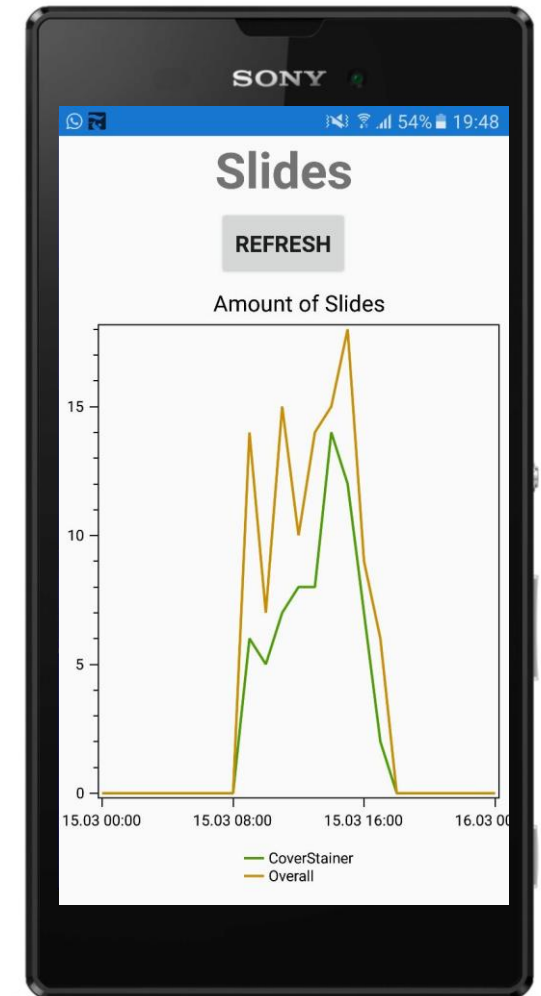 SONY
54% 19:48
Slides
REFRESH
Amount of Slides
15
10
5
0
15.03 00:00 15.03 08:00 15.03 16:00 16.03 00
CoverStainer
Overall